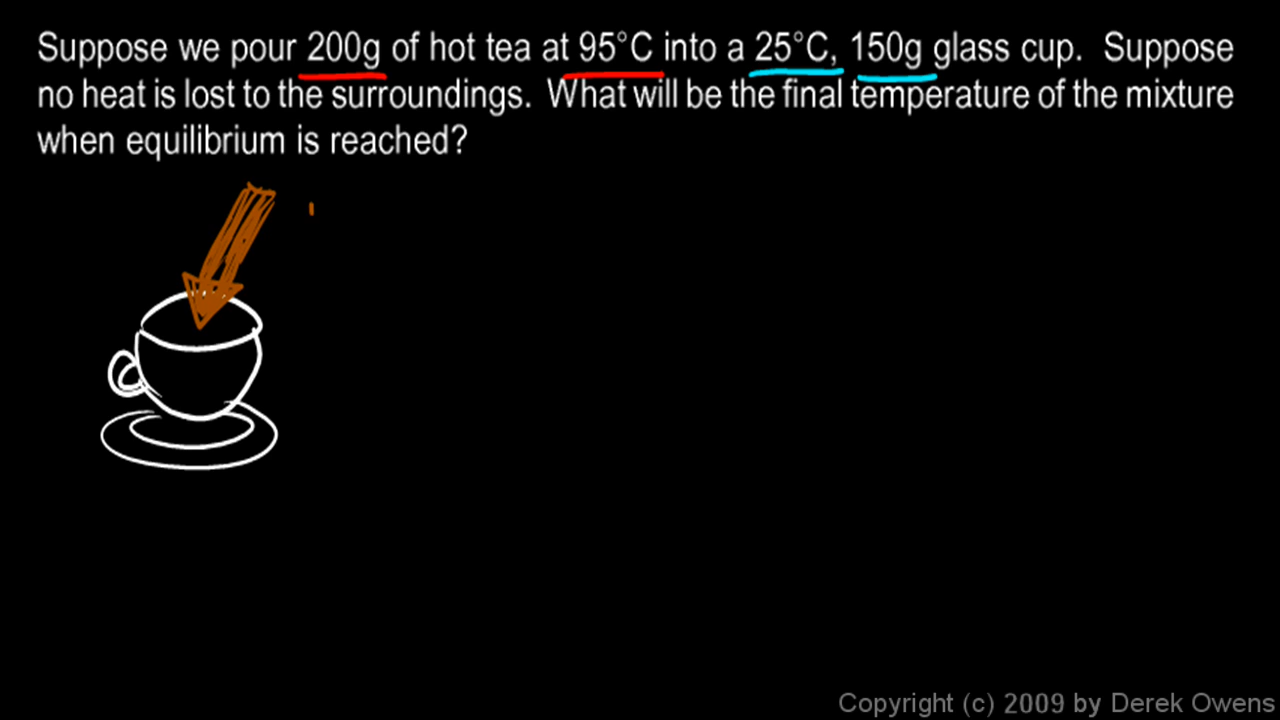 Suppose we pour 200g of hot tea at 95°C into a 25°C, 150g glass cup. Suppose
no heat is lost to the surroundings. What will be the final temperature of the mixture
when equilibrium is reached?
Copyright (c) 2009 by Derek Owens